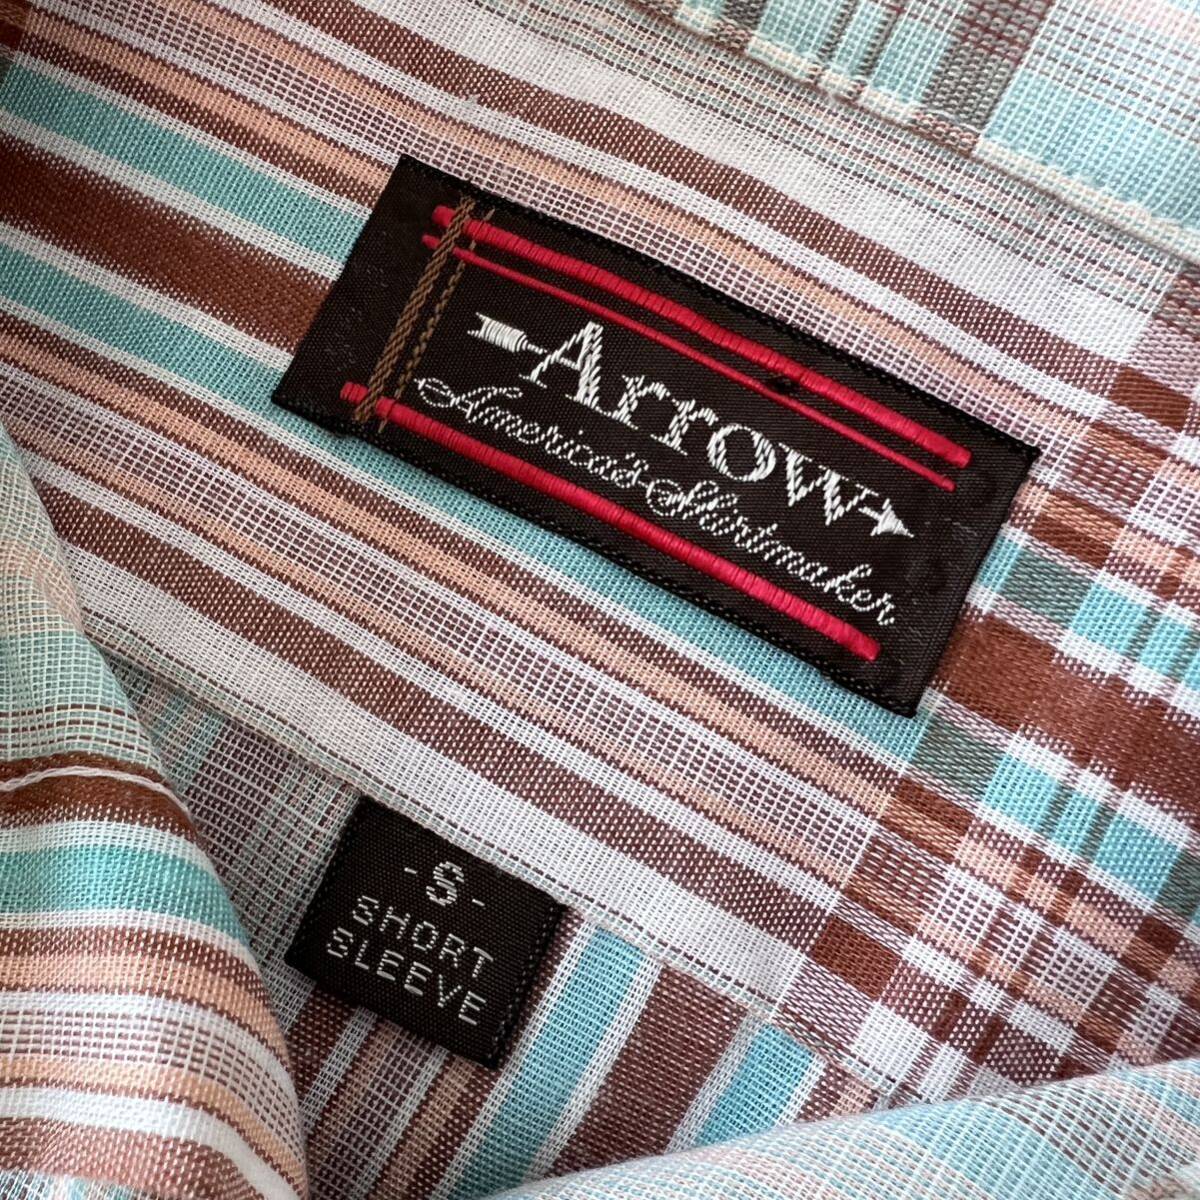 Arrow
America's Shirtmaker
-S-
SHORT
SLEEVE